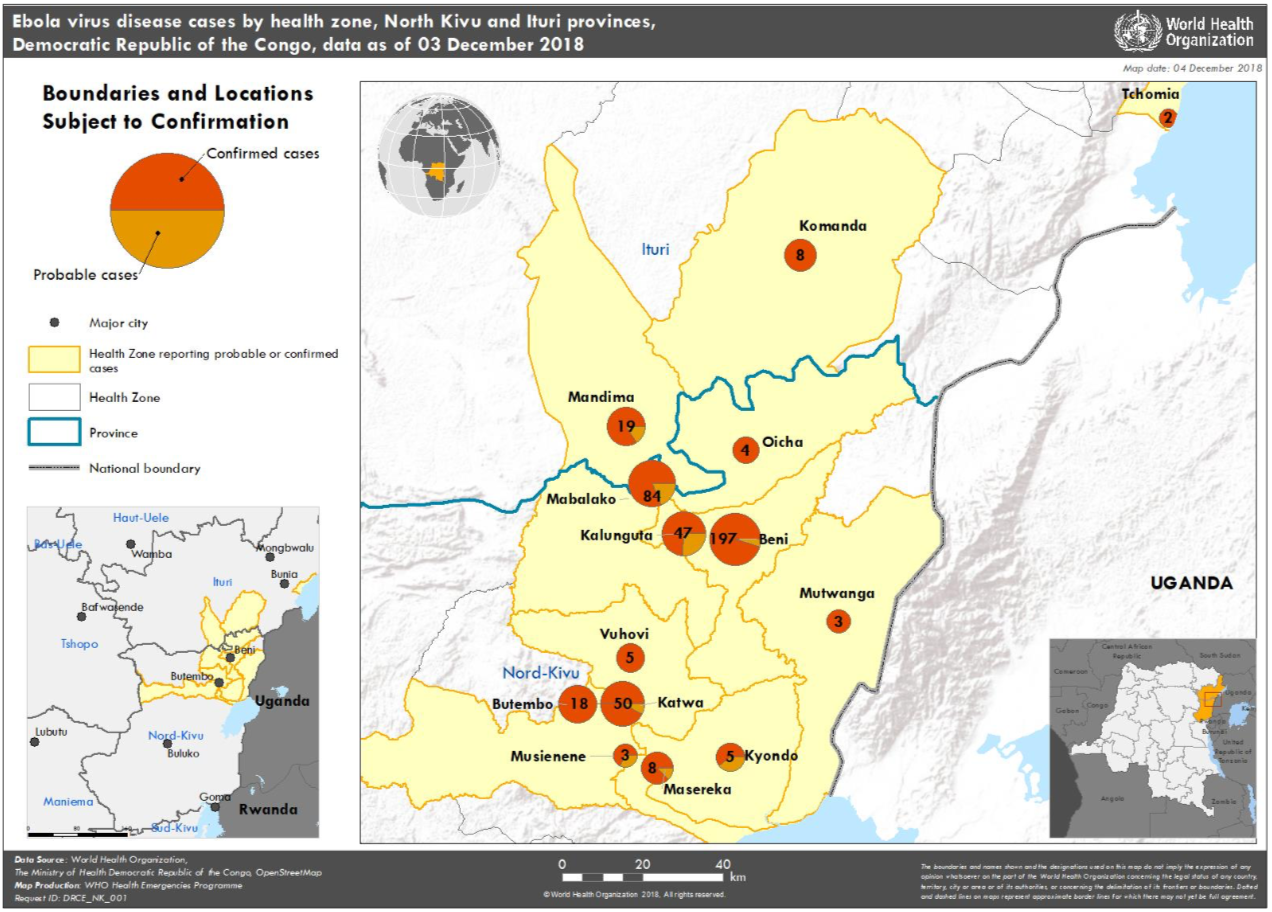 Ebola virus disease cases by health zone, North Kivu and Ituri provinces,
Democratic Republic of the Congo, data as of 03 December 2018
World Health
Organization
Map date: 04 December 2018
Boundaries and Locations
Subject to Confirmation
Confirmed cases
Probable cases
Major city
Health Zone reporting probable or confirmed
cases
Health Zone
Province
National boundary
Tchomia
2
Komanda
8
Ituri
Mandima
19
Oicha
4
Mabalako
84
Kalunguta
47
197
Beni
Mutwanga
3
UGANDA
Vuhovi
5
Nord-Kivu
Butembo
18
50
Katwa
Musienene
3
8
Masereka
5
Kyondo
Haut-Uele
Bas-Uele
Wamba
Mongbwalu
Bunia
Ituri
Bafwasende
Tshopo
Beni
Butembo
Uganda
Lubutu
Nord-Kivu
Buluko
Goma
Rwanda
Maniema
Sud-Kivu
Central African
Republic
South Sudan
Cameroon
Uganda
Gabon
Congo
Burundi
United
Republic of
Tanzania
Angola
Zambia
Data Source: World Health Organization,
The Ministry of Health Democratic Republic of the Congo, OpenStreetMap
Map Production: WHO Health Emergencies Programme
Request ID: DRCE_NK_001
0 20 40
km
©World Health Organization 2018, All rights reserved.
The boundaries and names shown and the designations used on this map do not imply the expression of any
opinion whatsoever on the part of the World Health Organization concerning the legal status of any country,
territory, city or area or of its authorities, or concerning the delimitation of its frontiers or boundaries. Dotted
and dashed lines on maps represent approximate border lines for which there may not yet be full agreement.